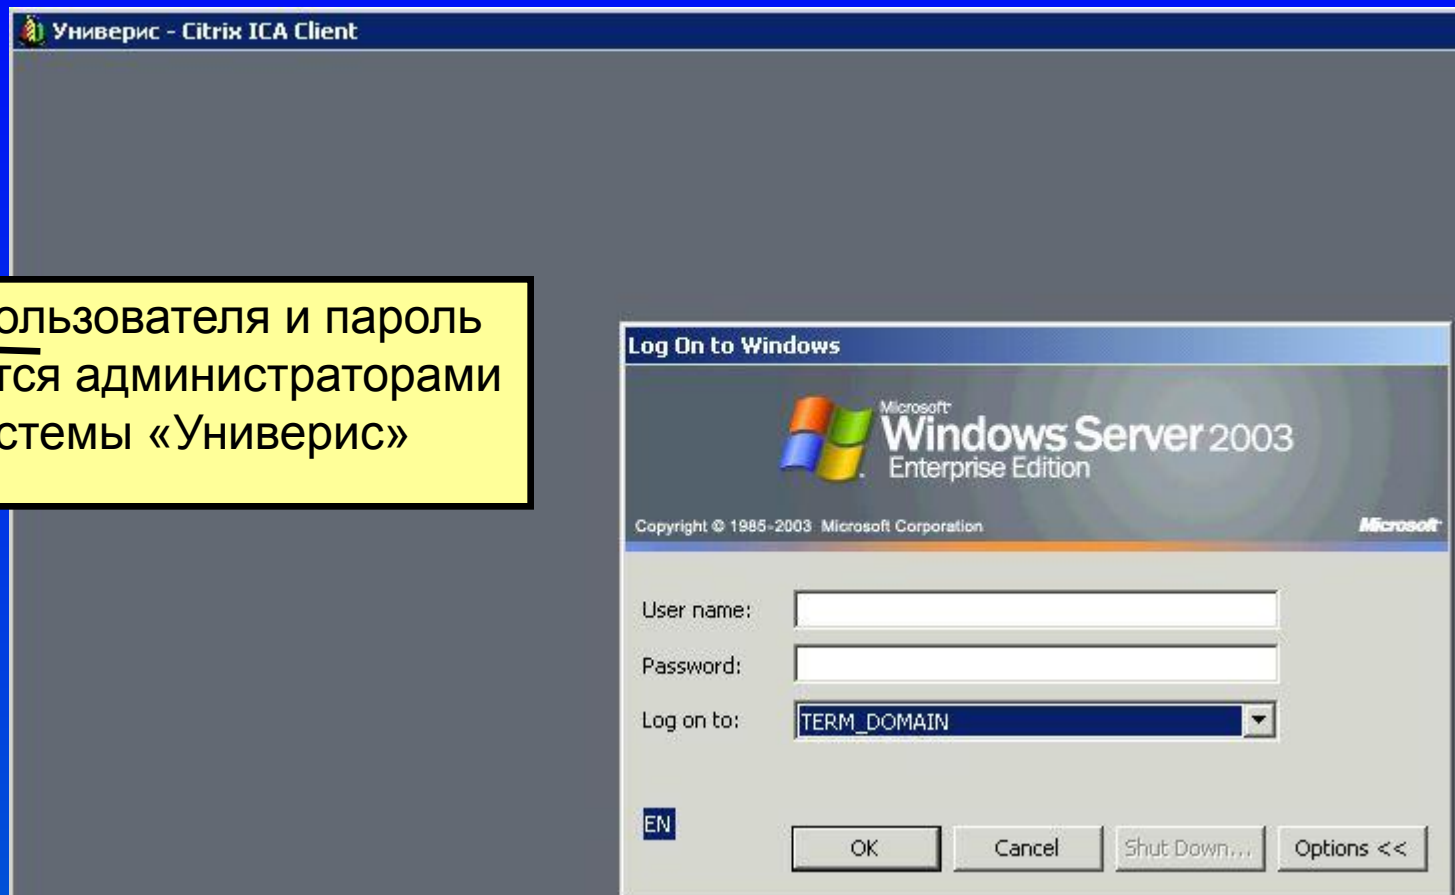 Универис - Citrix ICA Client
ользователя и пароль
тся администраторами
стемы «Универис»
Log On to Windows
Microsoft
Windows Server 2003
Enterprise Edition
Copyright © 1985-2003 Microsoft Corporation
Microsoft
User name:
Password:
Log on to:
TERM_DOMAIN
EN
OK
Cancel
Shut Down...
Options <<